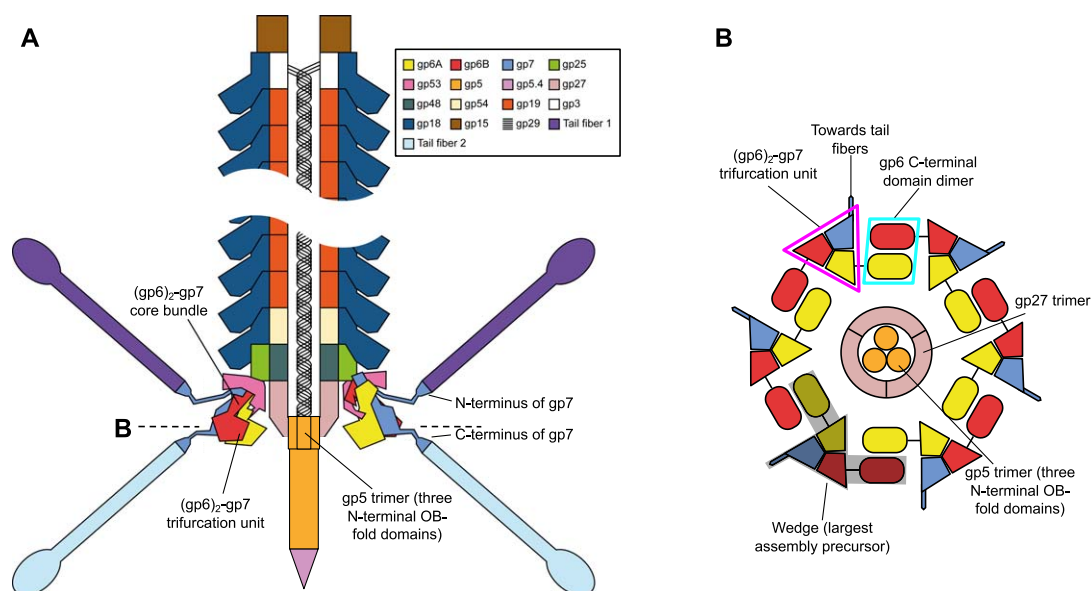 A
gp6A gp6B gp7 gp25
gp53 gp5 gp5.4 gp27
gp48 gp54 gp19 gp3
gp18 gp15 gp29 Tail fiber 1
Tail fiber 2
(gp6)₂-gp7
core bundle
N-terminus of gp7
B
C-terminus of gp7
(gp6)₂-gp7
trifurcation unit
gp5 trimer (three
N-terminal OB-
fold domains)
B
Towards tail
fibers
(gp6)₂-gp7
trifurcation unit
gp6 C-terminal
domain dimer
gp27 trimer
gp5 trimer (three
N-terminal OB-
fold domains)
Wedge (largest
assembly precursor)